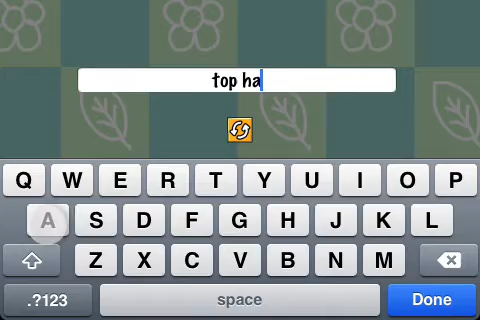 top ha
Q W E R T Y U I O P
A S D F G H J K L
Z X C V B N M
.?123 space Done